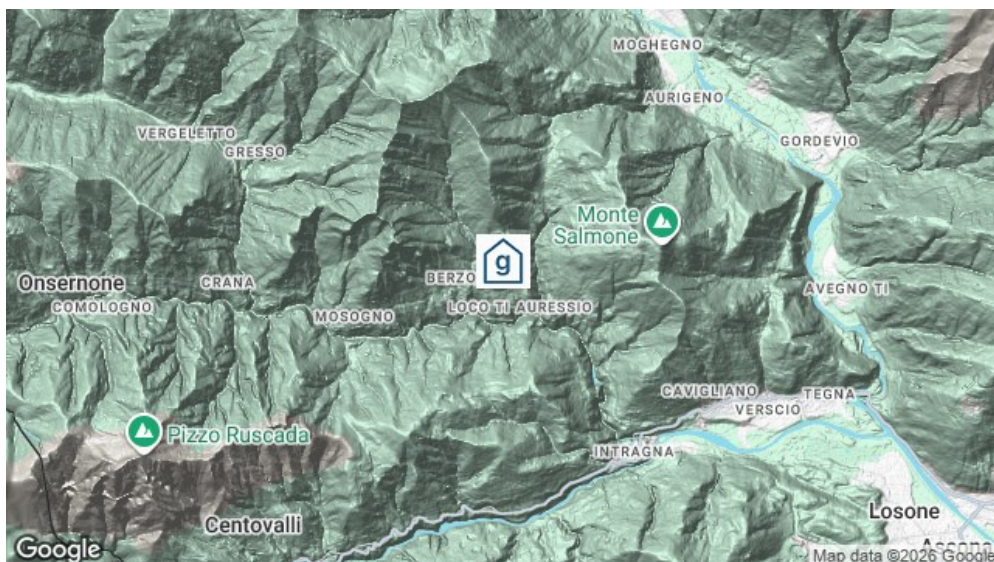 MOGHEGNO
AURIGENO
VERGELETTO
GORDEVIO
GRESSO
Monte
Salmone
g
BERZO
Onsernone
CRANA
AVEGNO TI
COMOLOGNO
LOCO TI AURESSIO
MOSOGNO
CAVIGLIANO
TEGNA
VERSCIO
Pizzo Ruscada
INTRAGNA
Losone
Centovalli
Ascona
Google
Map data ©2026 Google